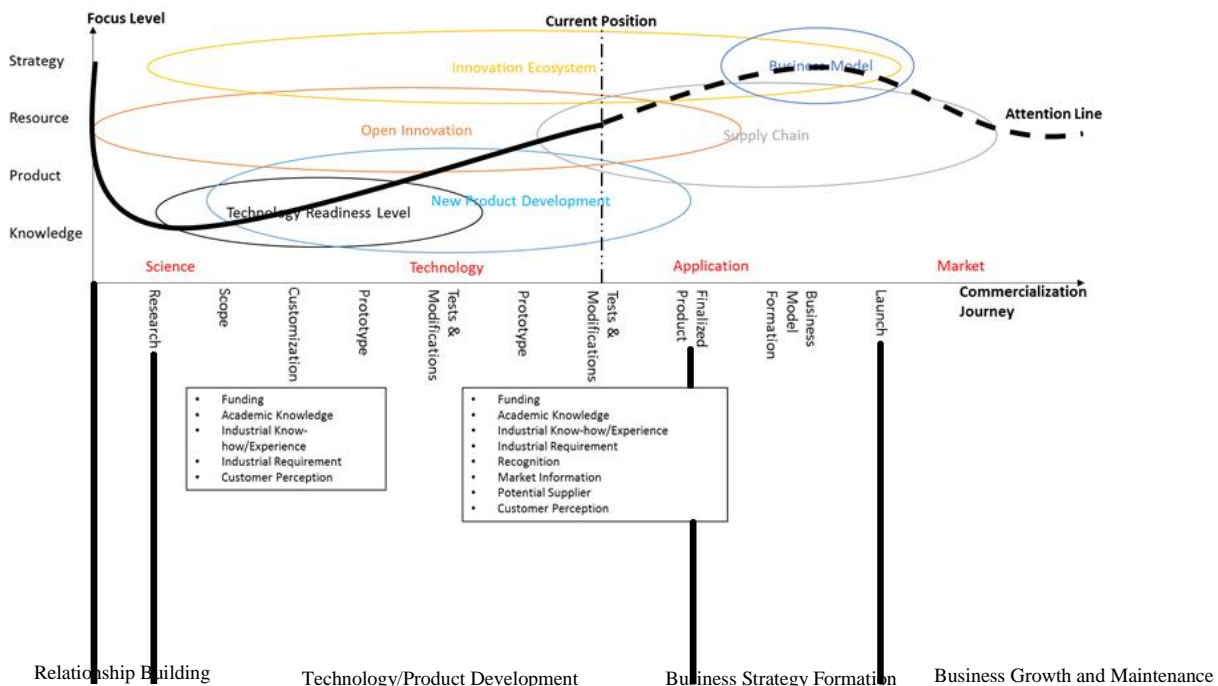 Focus Level
Current Position
Strategy
Innovation Ecosystem
Business Model
Resource
Attention Line
Open Innovation
Supply Chain
Product
New Product Development
Technology Readiness Level
Knowledge
Science
Technology
Application
Market
Commercialization
Journey
Research
Scope
Customization
Prototype
Tests &
Modifications
Prototype
Tests &
Modifications
Finalized
Product
Business
Model
Formation
Launch
• Funding
• Academic Knowledge
• Industrial Know-
how/Experience
• Industrial Requirement
• Customer Perception
• Funding
• Academic Knowledge
• Industrial Know-how/Experience
• Industrial Requirement
• Recognition
• Market Information
• Potential Supplier
• Customer Perception
Relationship Building
Technology/Product Development
Business Strategy Formation
Business Growth and Maintenance